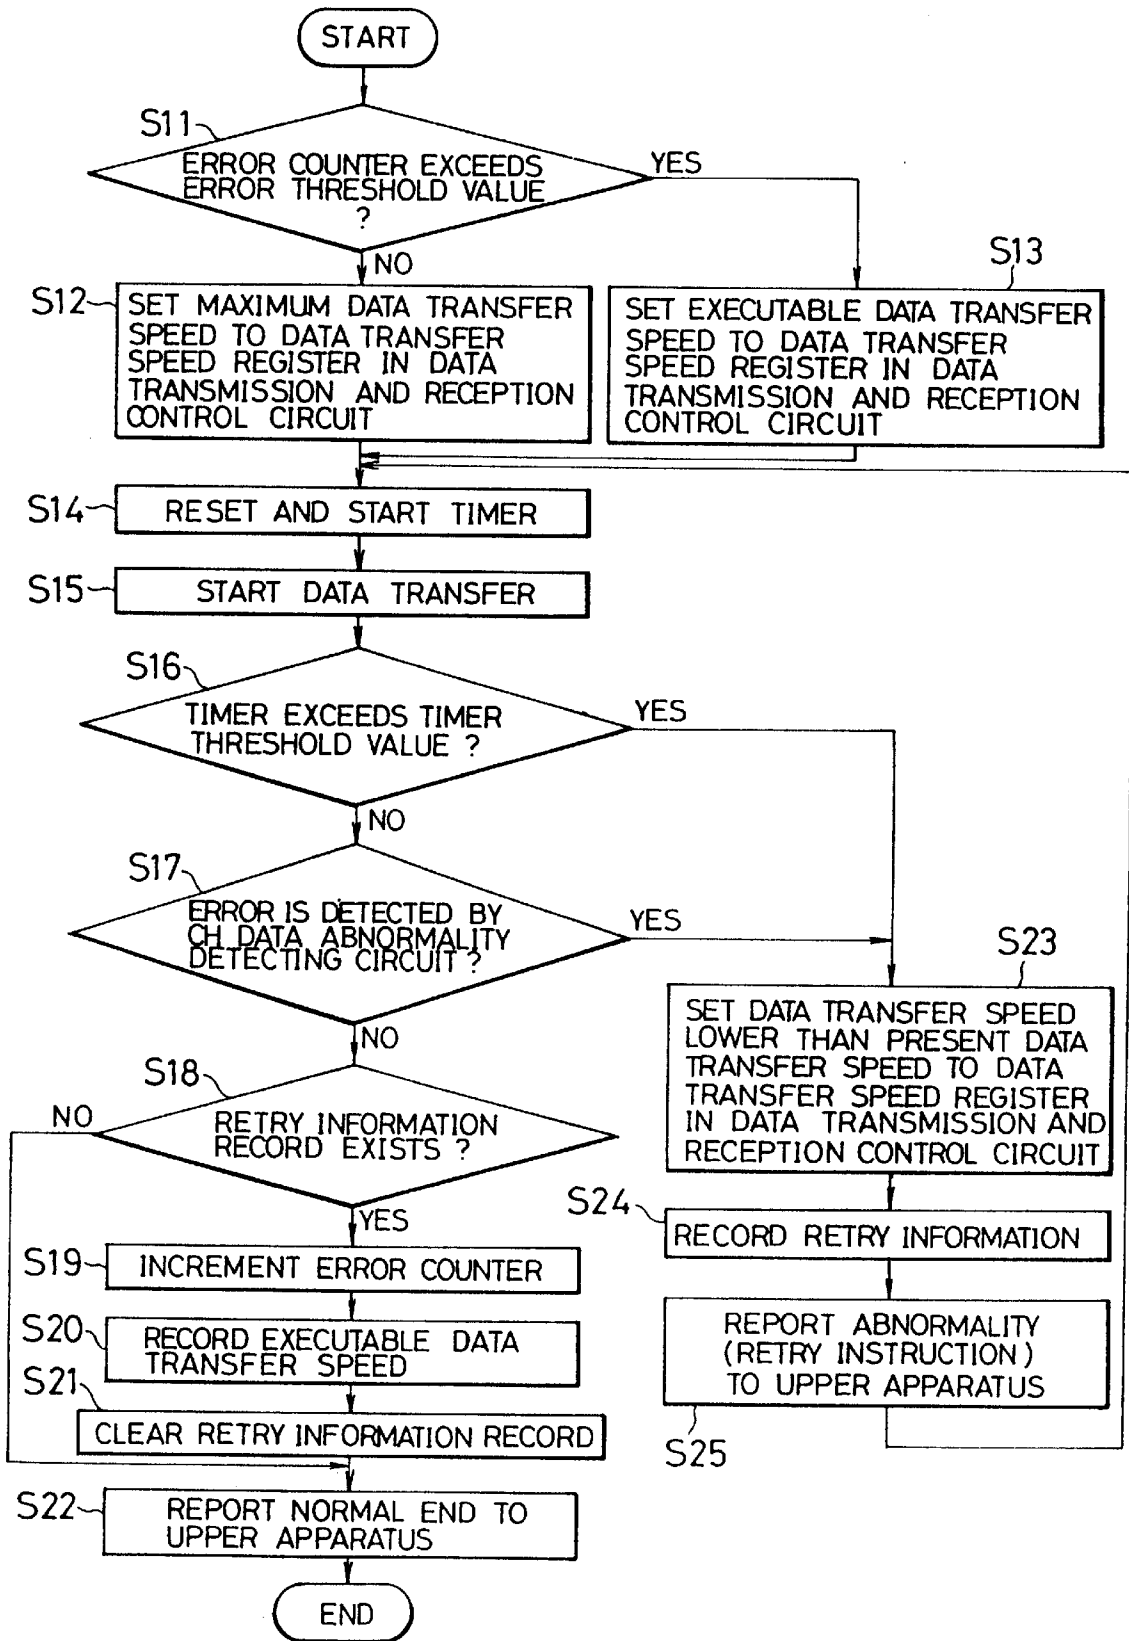 START
S11
ERROR COUNTER EXCEEDS
ERROR THRESHOLD VALUE
?
YES
NO
S12
SET MAXIMUM DATA TRANSFER
SPEED TO DATA TRANSFER
SPEED REGISTER IN DATA
TRANSMISSION AND RECEPTION
CONTROL CIRCUIT
S13
SET EXECUTABLE DATA TRANSFER
SPEED TO DATA TRANSFER
SPEED REGISTER IN DATA
TRANSMISSION AND RECEPTION
CONTROL CIRCUIT
S14
RESET AND START TIMER
S15
START DATA TRANSFER
S16
TIMER EXCEEDS TIMER
THRESHOLD VALUE ?
YES
NO
S17
ERROR IS DETECTED BY
CH DATA ABNORMALITY
DETECTING CIRCUIT ?
YES
NO
S18
RETRY INFORMATION
RECORD EXISTS ?
NO
YES
S19
INCREMENT ERROR COUNTER
S20
RECORD EXECUTABLE DATA
TRANSFER SPEED
S21
CLEAR RETRY INFORMATION RECORD
S22
REPORT NORMAL END TO
UPPER APPARATUS
END
S23
SET DATA TRANSFER SPEED
LOWER THAN PRESENT DATA
TRANSFER SPEED TO DATA
TRANSFER SPEED REGISTER
IN DATA TRANSMISSION AND
RECEPTION CONTROL CIRCUIT
S24
RECORD RETRY INFORMATION
REPORT ABNORMALITY
(RETRY INSTRUCTION)
TO UPPER APPARATUS
S25